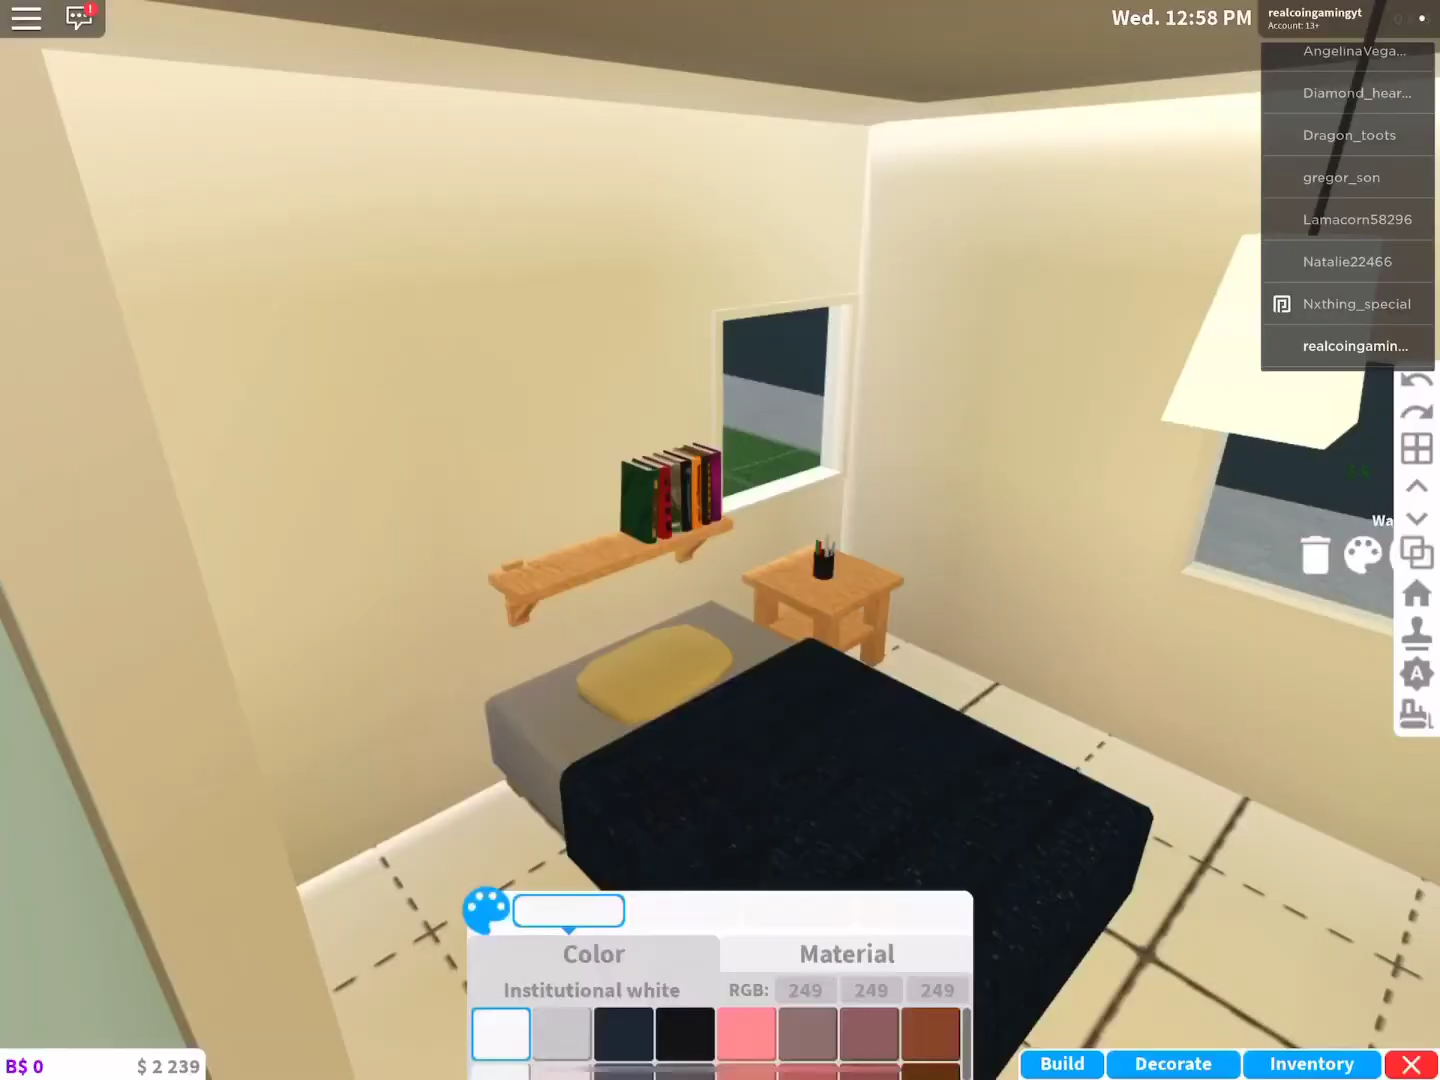 Wed. 12:58 PM
realcoingamingyt
Account: 13+
AngelinaVega...
Diamond_hear...
Dragon_toots
gregor_son
Lamacorn58296
Natalie22466
Nxthing_special
realcoingamin...
Wa
A
Color
Material
Institutional white
RGB: 249 249 249
B$ 0
$ 2 239
Build
Decorate
Inventory